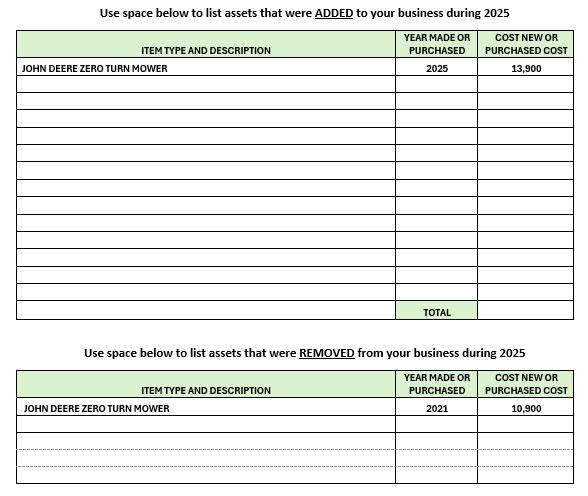 Use space below to list assets that were ADDED to your business during 2025
ITEM TYPE AND DESCRIPTION
YEAR MADE OR PURCHASED
COST NEW OR PURCHASED COST
JOHN DEERE ZERO TURN MOWER 2025 13,900
TOTAL
Use space below to list assets that were REMOVED from your business during 2025
ITEM TYPE AND DESCRIPTION
YEAR MADE OR PURCHASED
COST NEW OR PURCHASED COST
JOHN DEERE ZERO TURN MOWER 2021 10,900